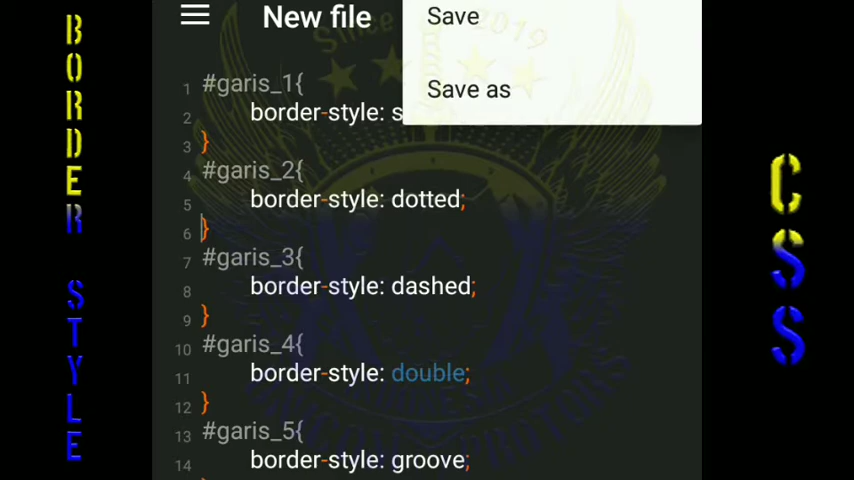 BORDER STYLE
New file
Save
Save as
Since 2019
1 #garis_1{
2 border-style: s
3 }
4 #garis_2{
5 border-style: dotted;
6 }
7 #garis_3{
8 border-style: dashed;
9 }
10 #garis_4{
11 border-style: double;
12 }
13 #garis_5{
14 border-style: groove;
CSS